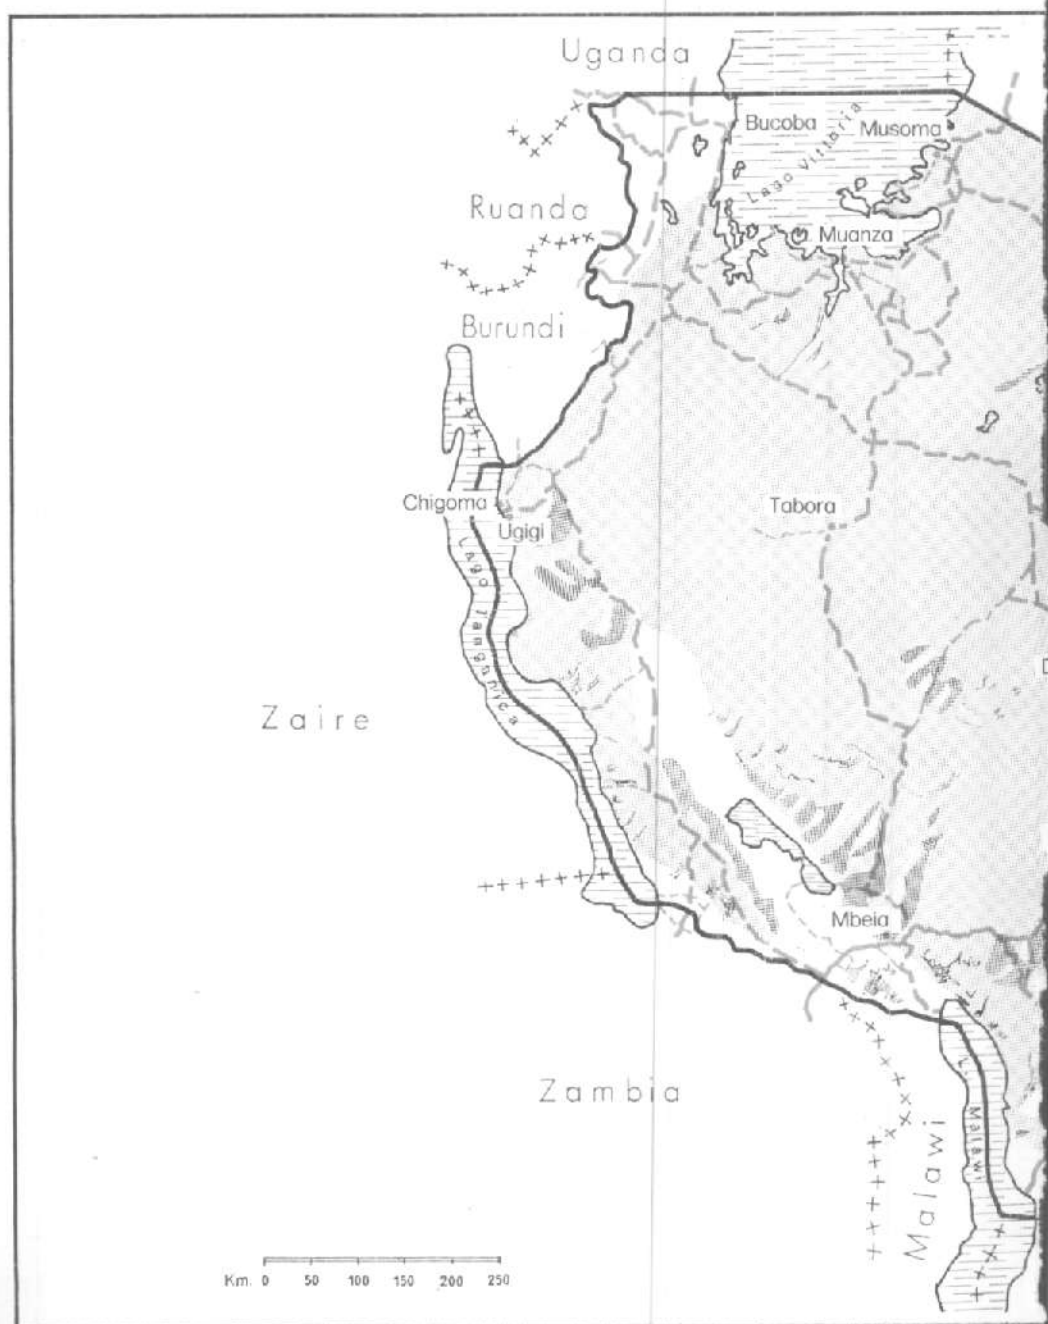 Uganda
Bucoba
Musoma
Lago Vittoria
Ruanda
Muanza
Burundi
Chigoma
Ugigi
Tabora
Lago Tanganica
Zaire
D
Mbeia
Zambia
Malawi
L. Malawi
Km. 0 50 100 150 200 250